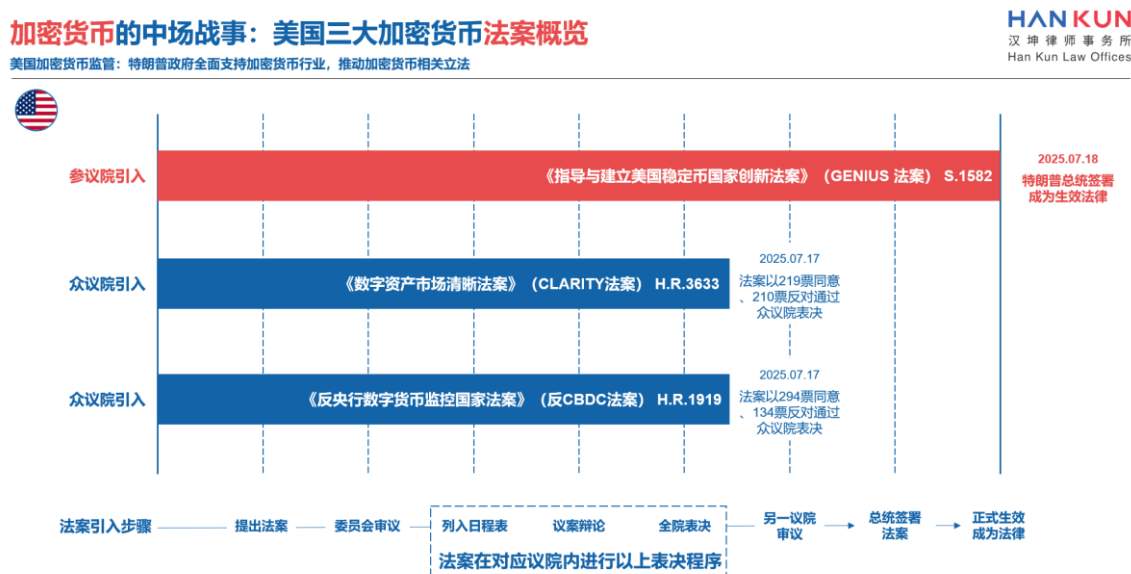 加密货币的中场战事：美国三大加密货币法案概览
HANKUN
汉坤律师事务所
Han Kun Law Offices
美国加密货币监管：特朗普政府全面支持加密货币行业，推动加密货币相关立法
参议院引入
《指导与建立美国稳定币国家创新法案》（GENIUS 法案） S.1582
2025.07.18
特朗普总统签署
成为生效法律
众议院引入
《数字资产市场清晰法案》（CLARITY法案） H.R.3633
2025.07.17
法案以219票同意
、210票反对通过
众议院表决
众议院引入
《反央行数字货币监控国家法案》（反CBDC法案） H.R.1919
2025.07.17
法案以294票同意
、134票反对通过
众议院表决
法案引入步骤
提出法案
委员会审议
列入日程表
议案辩论
全院表决
另一议院
审议
总统签署
法案
正式生效
成为法律
法案在对应议院内进行以上表决程序